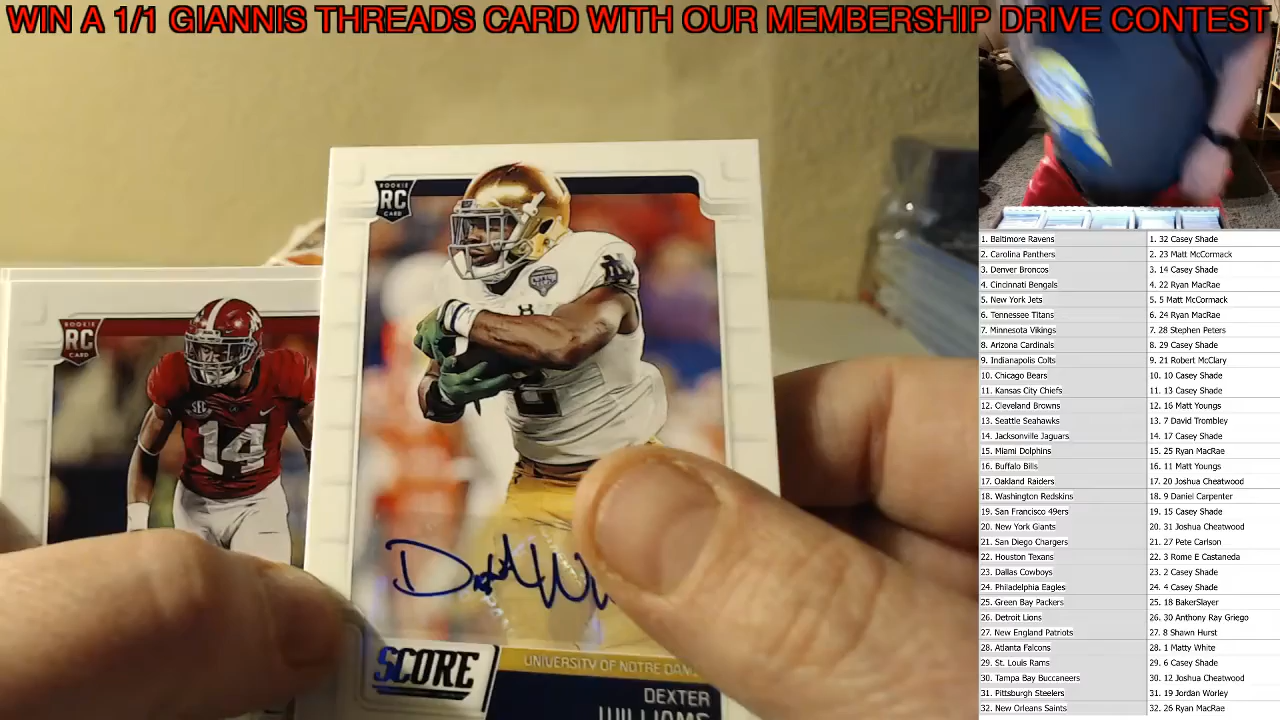 WIN A 1/1 GIANNIS THREADS CARD WITH OUR MEMBERSHIP DRIVE CONTEST
ROOKIE
RC
CARD
SEC
14
ROOKIE
RC
CARD
2
SCORE
UNIVERSITY OF NOTRE DAM
DEXTER
WILLIAMS
1. Baltimore Ravens 1. 32 Casey Shade
2. Carolina Panthers 2. 23 Matt McCormack
3. Denver Broncos 3. 14 Casey Shade
4. Cincinnati Bengals 4. 22 Ryan MacRae
5. New York Jets 5. 5 Matt McCormack
6. Tennessee Titans 6. 24 Ryan MacRae
7. Minnesota Vikings 7. 28 Stephen Peters
8. Arizona Cardinals 8. 29 Casey Shade
9. Indianapolis Colts 9. 21 Robert McClary
10. Chicago Bears 10. 10 Casey Shade
11. Kansas City Chiefs 11. 13 Casey Shade
12. Cleveland Browns 12. 16 Matt Youngs
13. Seattle Seahawks 13. 7 David Trombley
14. Jacksonville Jaguars 14. 17 Casey Shade
15. Miami Dolphins 15. 25 Ryan MacRae
16. Buffalo Bills 16. 11 Matt Youngs
17. Oakland Raiders 17. 20 Joshua Cheatwood
18. Washington Redskins 18. 9 Daniel Carpenter
19. San Francisco 49ers 19. 15 Casey Shade
20. New York Giants 20. 31 Joshua Cheatwood
21. San Diego Chargers 21. 27 Pete Carlson
22. Houston Texans 22. 3 Rome E Castaneda
23. Dallas Cowboys 23. 2 Casey Shade
24. Philadelphia Eagles 24. 4 Casey Shade
25. Green Bay Packers 25. 18 BakerSlayer
26. Detroit Lions 26. 30 Anthony Ray Griego
27. New England Patriots 27. 8 Shawn Hurst
28. Atlanta Falcons 28. 1 Matty White
29. St. Louis Rams 29. 6 Casey Shade
30. Tampa Bay Buccaneers 30. 12 Joshua Cheatwood
31. Pittsburgh Steelers 31. 19 Jordan Worley
32. New Orleans Saints 32. 26 Ryan MacRae